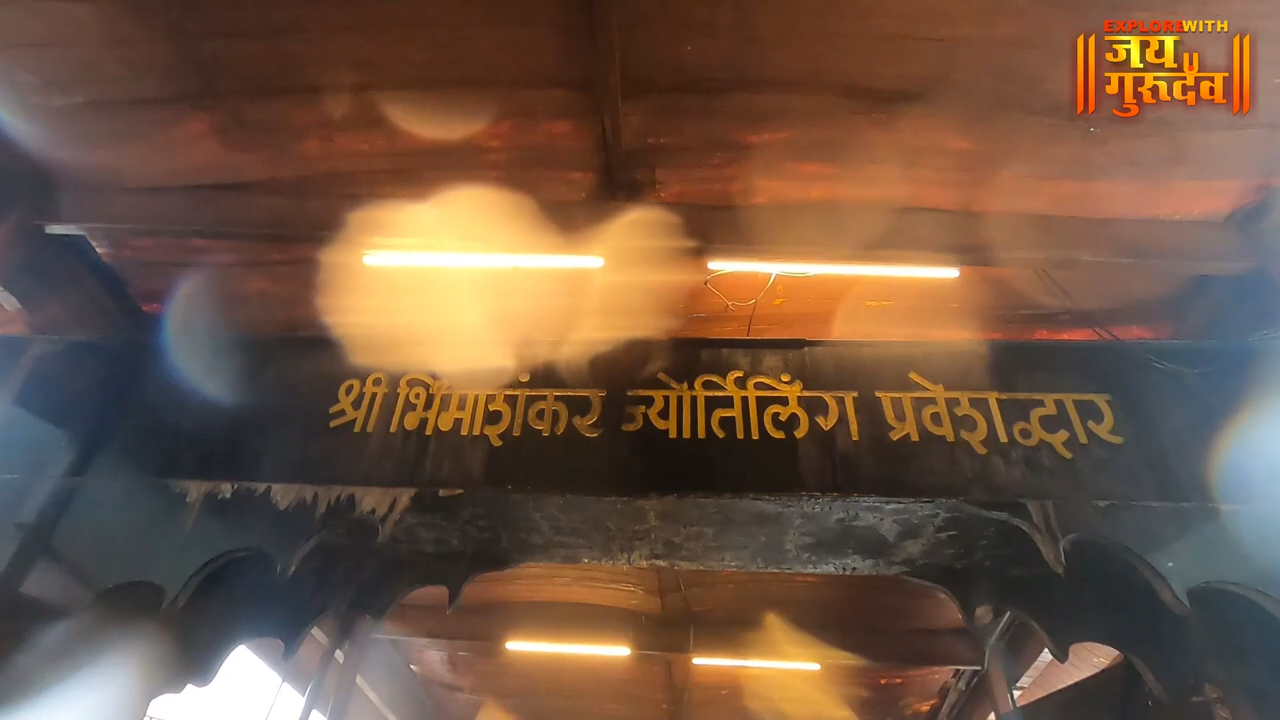 EXPLORE WITH
॥ जय ॥
गुरूदेव
श्री भिमाशंकर ज्योर्तिलिंग प्रवेशद्वार